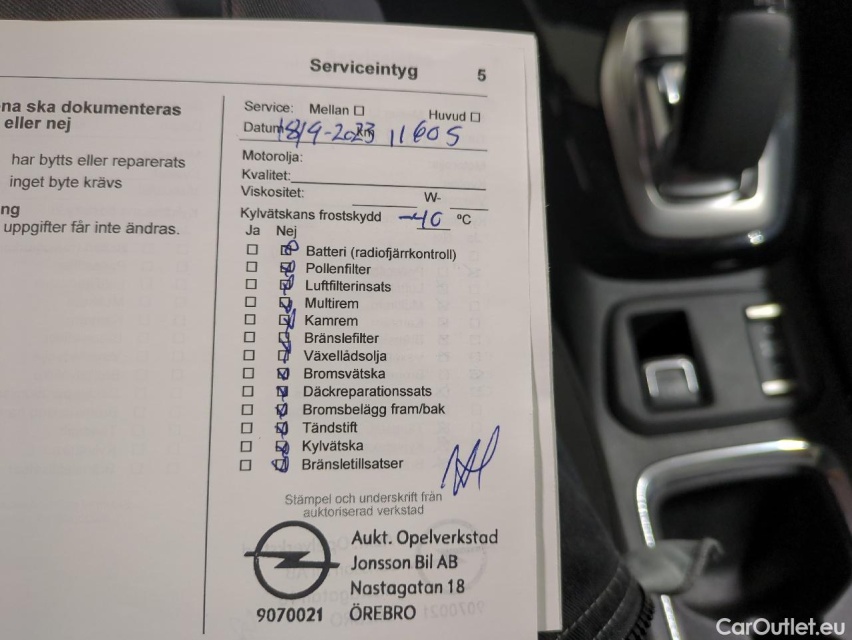 Serviceintyg 5
na ska dokumenteras
eller nej
har bytts eller reparerats
inget byte krävs
ng
uppgifter får inte ändras.
Service: Mellan ☐ Huvud ☐
Datum 18/9-2023 km 11605
Motorolja:
Kvalitet:
Viskositet: W-
Kylvätskans frostskydd -40 °C
Ja Nej
Batteri (radiofjärrkontroll)
Pollenfilter
Luftfilterinsats
Multirem
Kamrem
Bränslefilter
Växellådsolja
Bromsvätska
Däckreparationssats
Bromsbelägg fram/bak
Tändstift
Kylvätska
Bränsletillsatser
Stämpel och underskrift från
auktoriserad verkstad
Aukt. Opelverkstad
Jonsson Bil AB
Nastagatan 18
9070021 ÖREBRO
CarOutlet.eu